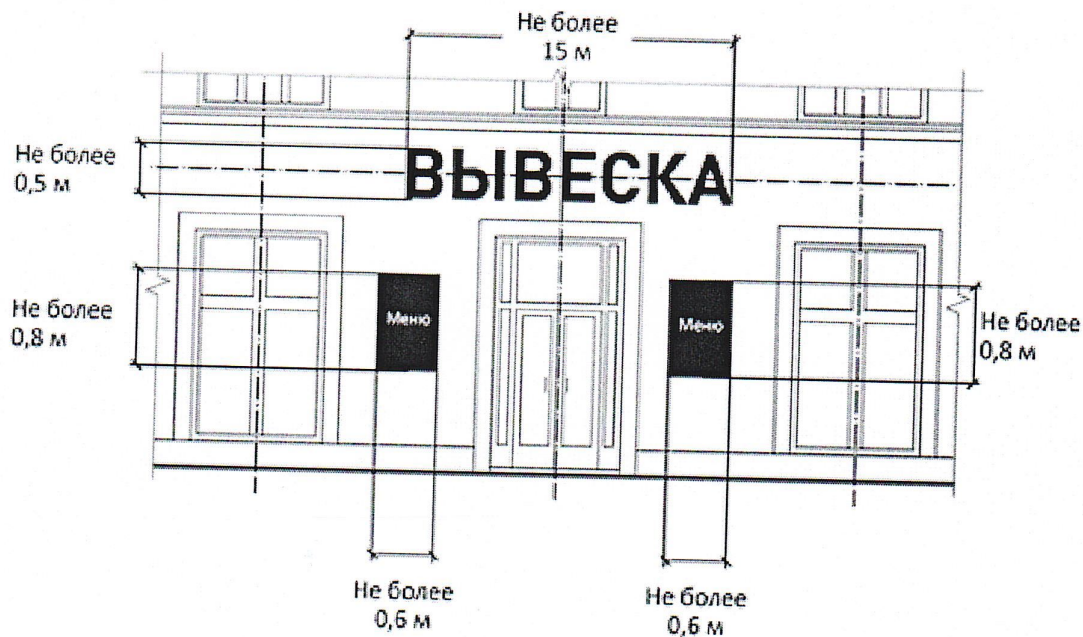 Не более
15 м
Не более
0,5 м
ВЫВЕСКА
Не более
0,8 м
Меню
Меню
Не более
0,8 м
Не более
0,6 м
Не более
0,6 м